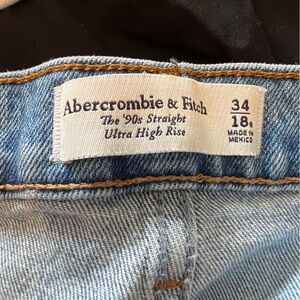 Abercrombie & Fitch
The '90s Straight
Ultra High Rise
34
18s
MADE IN
MEXICO